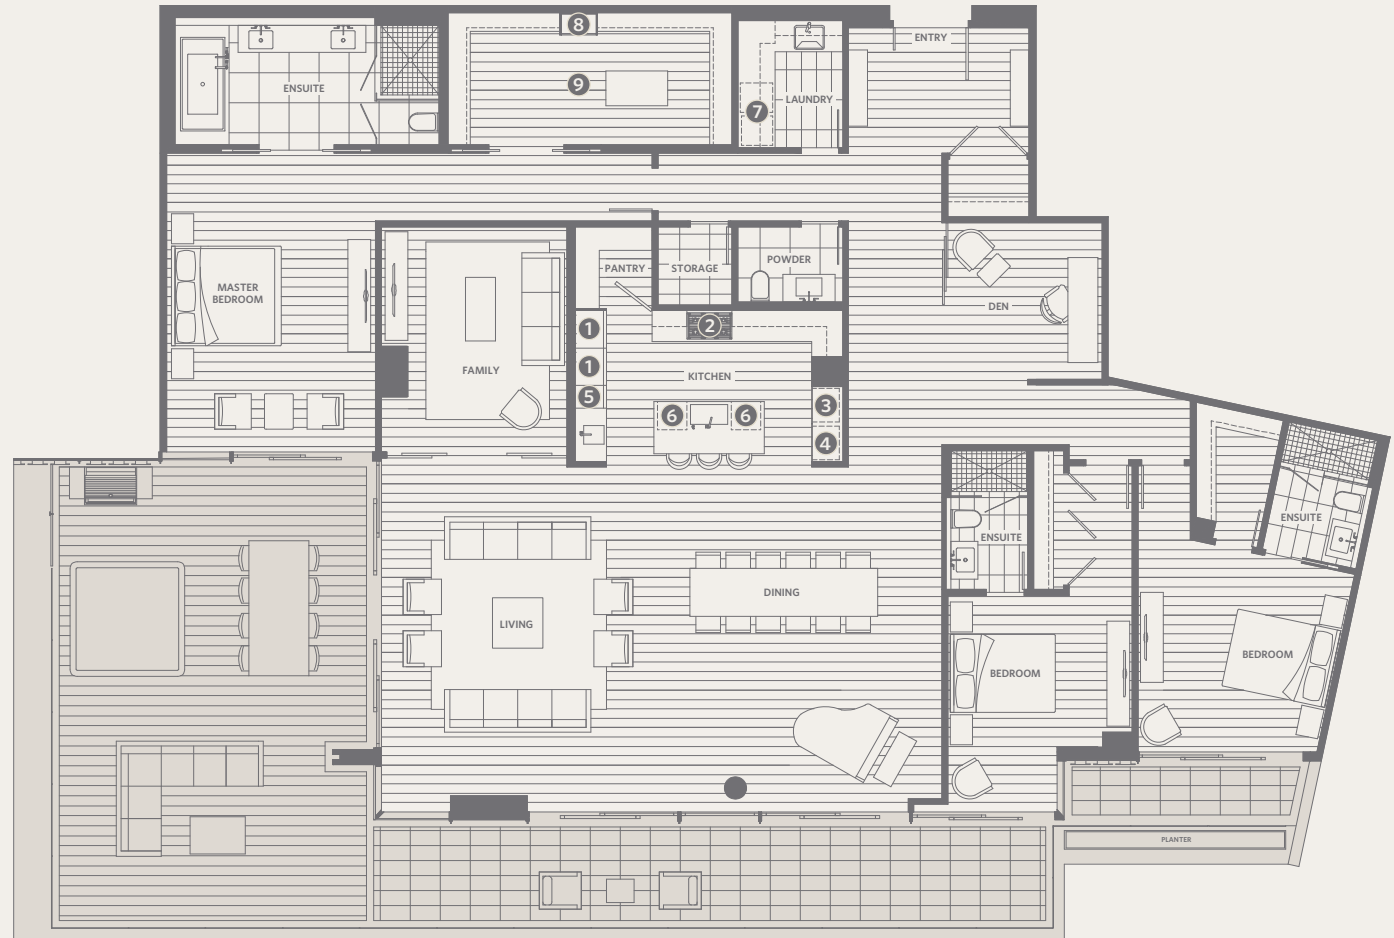 8
ENTRY
ENSUITE
9
LAUNDRY
7
MASTER
BEDROOM
PANTRY
STORAGE
POWDER
DEN
1
2
1
FAMILY
KITCHEN
5
6
6
3
4
ENSUITE
ENSUITE
DINING
LIVING
BEDROOM
BEDROOM
PLANTER